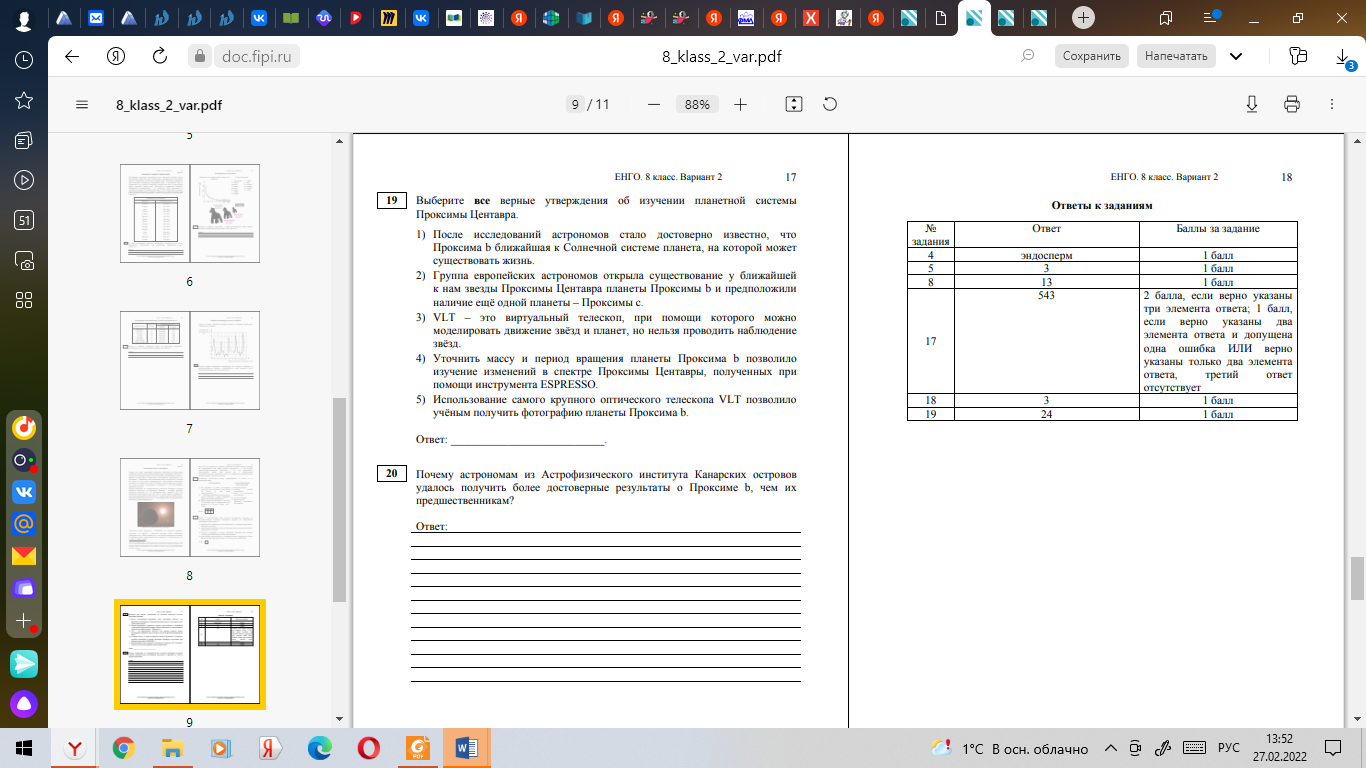 doc.fipi.ru
8_klass_2_var.pdf
Сохранить
Напечатать
3
8_klass_2_var.pdf
9 / 11
88%
51
5
6
7
8
9
ЕНГО. 8 класс. Вариант 2
17
19
Выберите все верные утверждения об изучении планетной системы
Проксимы Центавра.
1) После исследований астрономов стало достоверно известно, что
Проксима b ближайшая к Солнечной системе планета, на которой может
существовать жизнь.
2) Группа европейских астрономов открыла существование у ближайшей
к нам звезды Проксимы Центавра планеты Проксимы b и предположили
наличие ещё одной планеты – Проксимы c.
3) VLT – это виртуальный телескоп, при помощи которого можно
моделировать движение звёзд и планет, но нельзя проводить наблюдение
звёзд.
4) Уточнить массу и период вращения планеты Проксима b позволило
изучение изменений в спектре Проксимы Центавры, полученных при
помощи инструмента ESPRESSO.
5) Использование самого крупного оптического телескопа VLT позволило
учёным получить фотографию планеты Проксима b.
Ответ: ____________________________.
20
Почему астрономам из Астрофизического института Канарских островов
удалось получить более достоверные результаты о Проксиме b, чем их
предшественникам?
Ответ:
ЕНГО. 8 класс. Вариант 2
18
Ответы к заданиям
№ задания Ответ Баллы за задание
4 эндосперм 1 балл
5 3 1 балл
8 13 1 балл
17 543 2 балла, если верно указаны
три элемента ответа; 1 балл,
если верно указаны два
элемента ответа и допущена
одна ошибка ИЛИ верно
указаны только два элемента
ответа, третий ответ
отсутствует
18 3 1 балл
19 24 1 балл
1°C В осн. облачно
РУС
13:52
27.02.2022